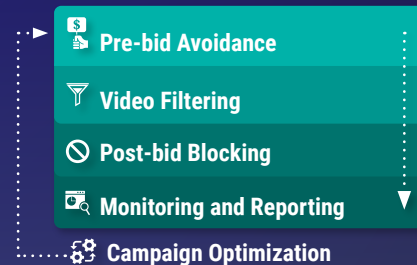 $
Pre-bid Avoidance
Video Filtering
Post-bid Blocking
Monitoring and Reporting
Campaign Optimization